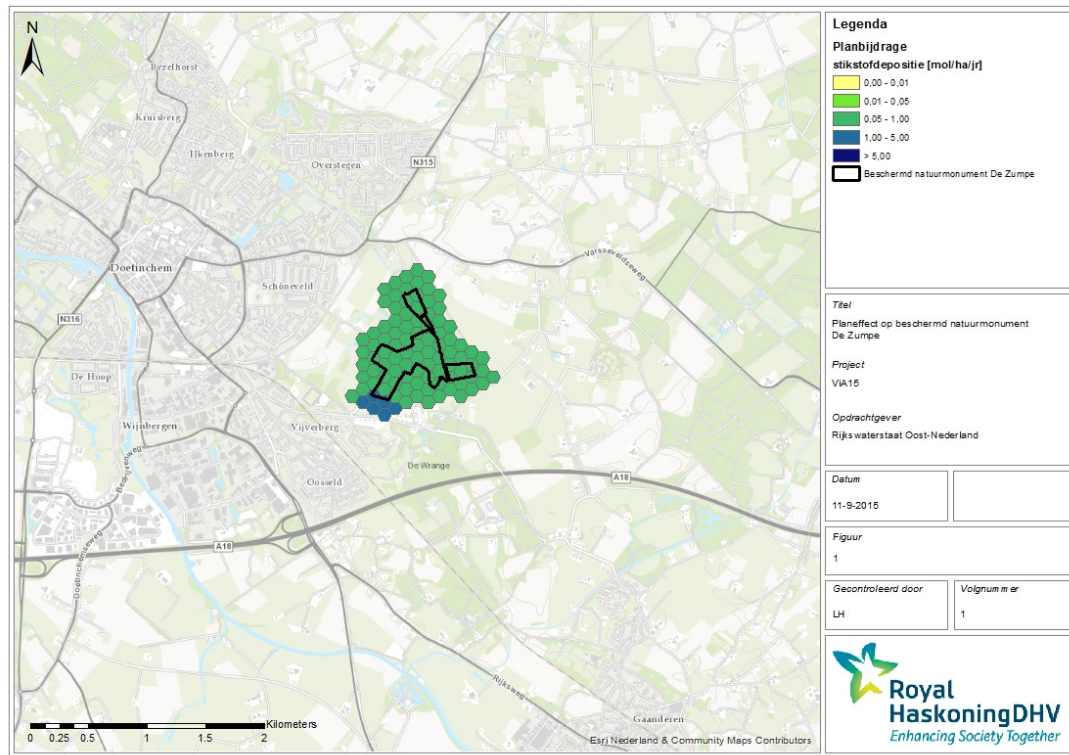 N
Bezelhorst
Kruisberg
Ilkenberg
Overstegen
N315
Varsseveldseweg
Doetinchem
Schöneveld
N316
De Hoop
Wijnbergen
Vijverberg
Bedrijvenweg
De Wrange
Oosseld
A18
A18
Doetinchemseweg
Rijksweg
Gaanderen
Kilometers
0 0.25 0.5 1 1.5 2
Esri Nederland & Community Maps Contributors
Legenda
Planbijdrage
stikstofdepositie [mol/ha/jr]
0,00 - 0,01
0,01 - 0,05
0,05 - 1,00
1,00 - 5,00
> 5,00
Beschermd natuurmonument De Zumpe
Titel
Planeffect op beschermd natuurmonument
De Zumpe
Project
ViA15
Opdrachtgever
Rijkswaterstaat Oost-Nederland
Datum
11-9-2015
Figuur
1
Gecontroleerd door
LH
Volgnummer
1
Royal
HaskoningDHV
Enhancing Society Together